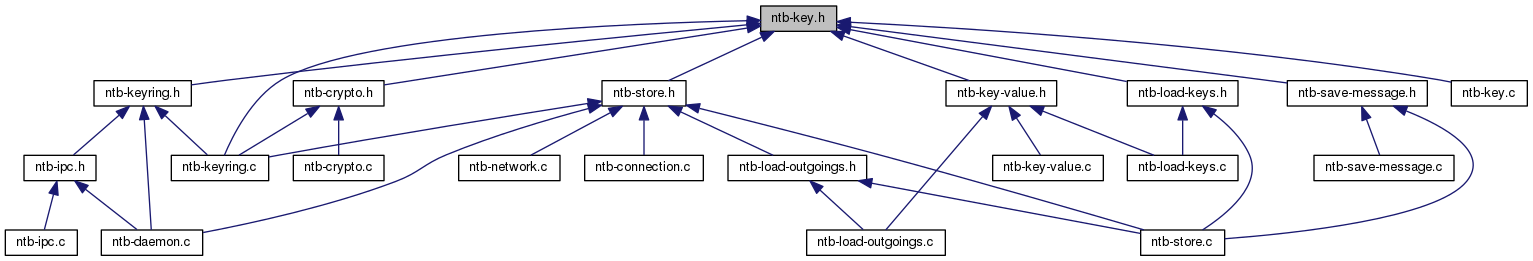 ntb-key.h
ntb-keyring.h
ntb-crypto.h
ntb-store.h
ntb-key-value.h
ntb-load-keys.h
ntb-save-message.h
ntb-key.c
ntb-ipc.h
ntb-keyring.c
ntb-crypto.c
ntb-network.c
ntb-connection.c
ntb-load-outgoings.h
ntb-key-value.c
ntb-load-keys.c
ntb-save-message.c
ntb-ipc.c
ntb-daemon.c
ntb-load-outgoings.c
ntb-store.c